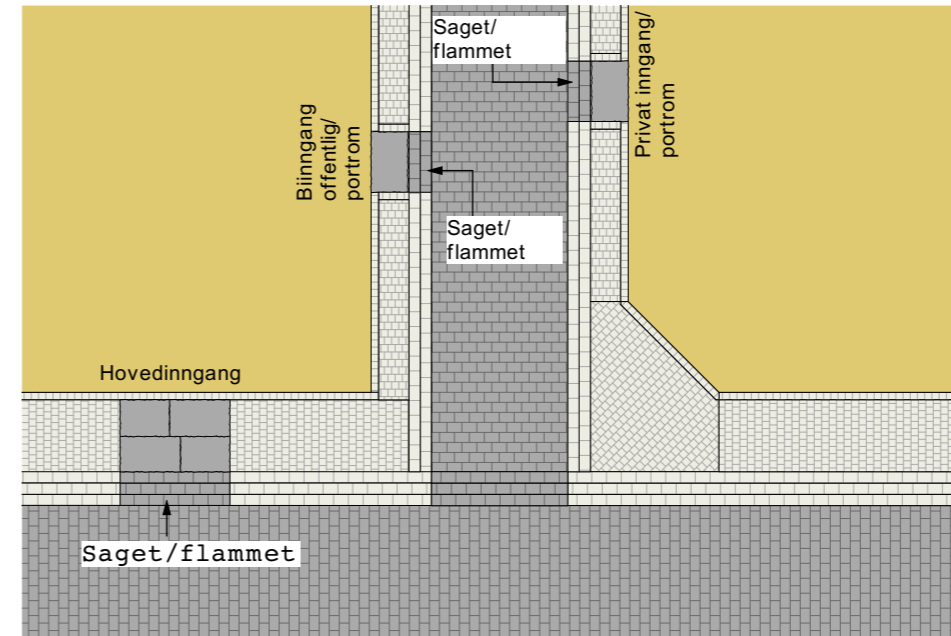 Saget/
flammet
Privat inngang/
portrom
Biinngang
offentlig/
portrom
Saget/
flammet
Hovedinngang
Saget/flammet